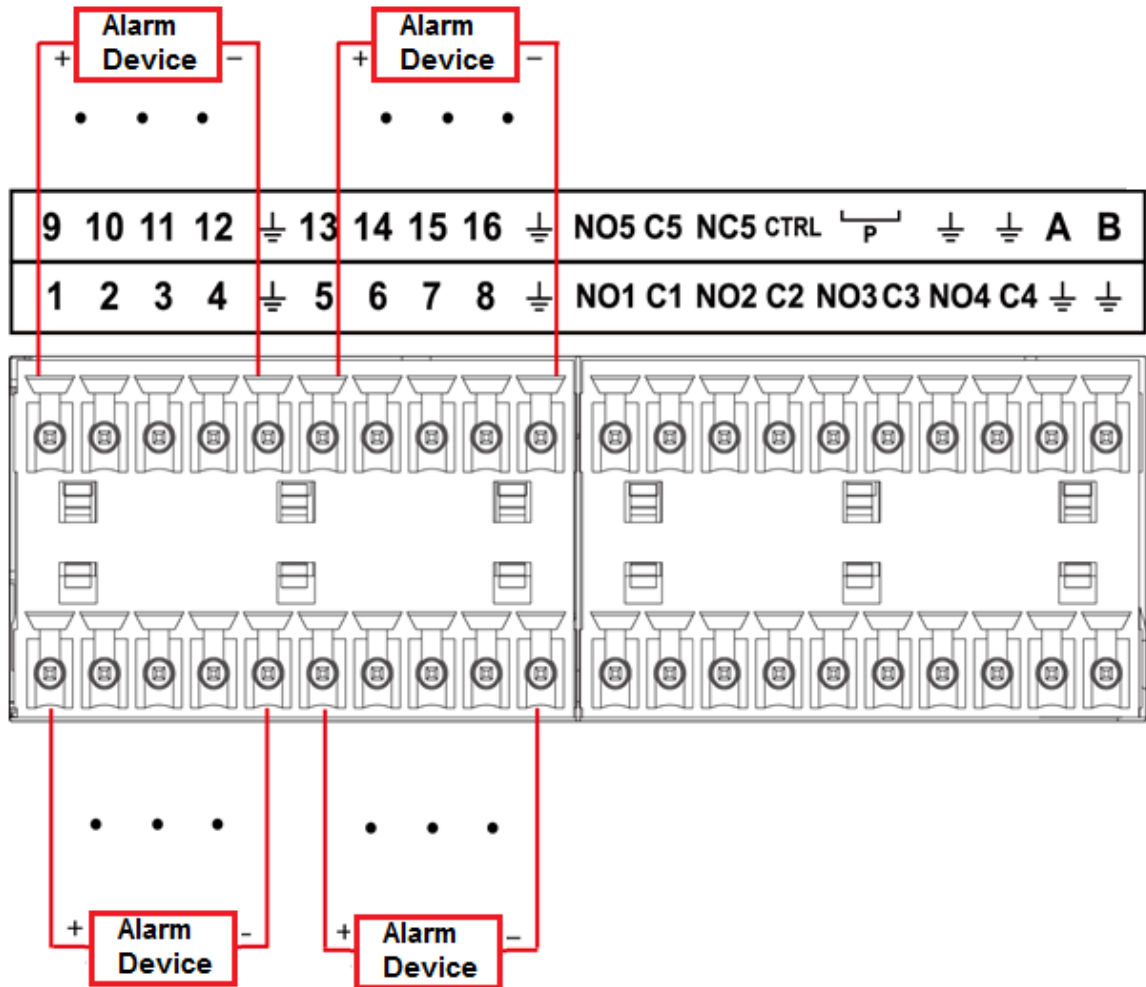 Alarm Device
+ −
Alarm Device
+ −
9 10 11 12 ⏚ 13 14 15 16 ⏚ NO5 C5 NC5 CTRL P ⏚ ⏚ A B
1 2 3 4 ⏚ 5 6 7 8 ⏚ NO1 C1 NO2 C2 NO3 C3 NO4 C4 ⏚ ⏚
+ -
Alarm Device
+ −
Alarm Device